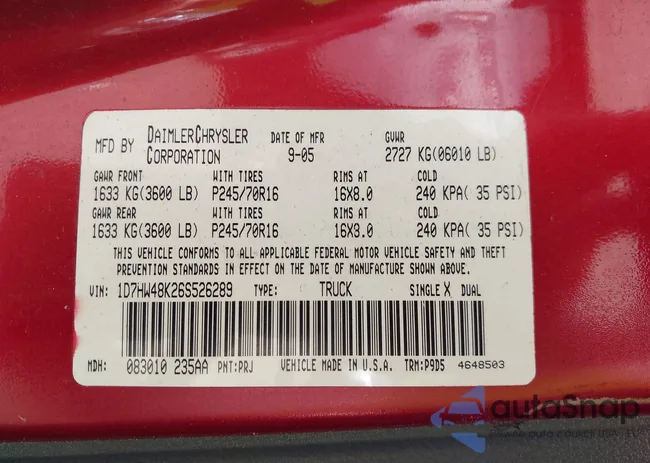 MFD BY DAIMLERCHRYSLER CORPORATION DATE OF MFR 9-05 GVWR 2727 KG(06010 LB)
GAWR FRONT WITH TIRES RIMS AT COLD
1633 KG(3600 LB) P245/70R16 16X8.0 240 KPA( 35 PSI)
GAWR REAR WITH TIRES RIMS AT COLD
1633 KG(3600 LB) P245/70R16 16X8.0 240 KPA( 35 PSI)
THIS VEHICLE CONFORMS TO ALL APPLICABLE FEDERAL MOTOR VEHICLE SAFETY AND THEFT
PREVENTION STANDARDS IN EFFECT ON THE DATE OF MANUFACTURE SHOWN ABOVE.
VIN: 1D7HW48K26S526289 TYPE: TRUCK SINGLE X DUAL
MDH: 083010 235AA PNT:PRJ VEHICLE MADE IN U.S.A. TRM:P9D5 4648503
autoSnap